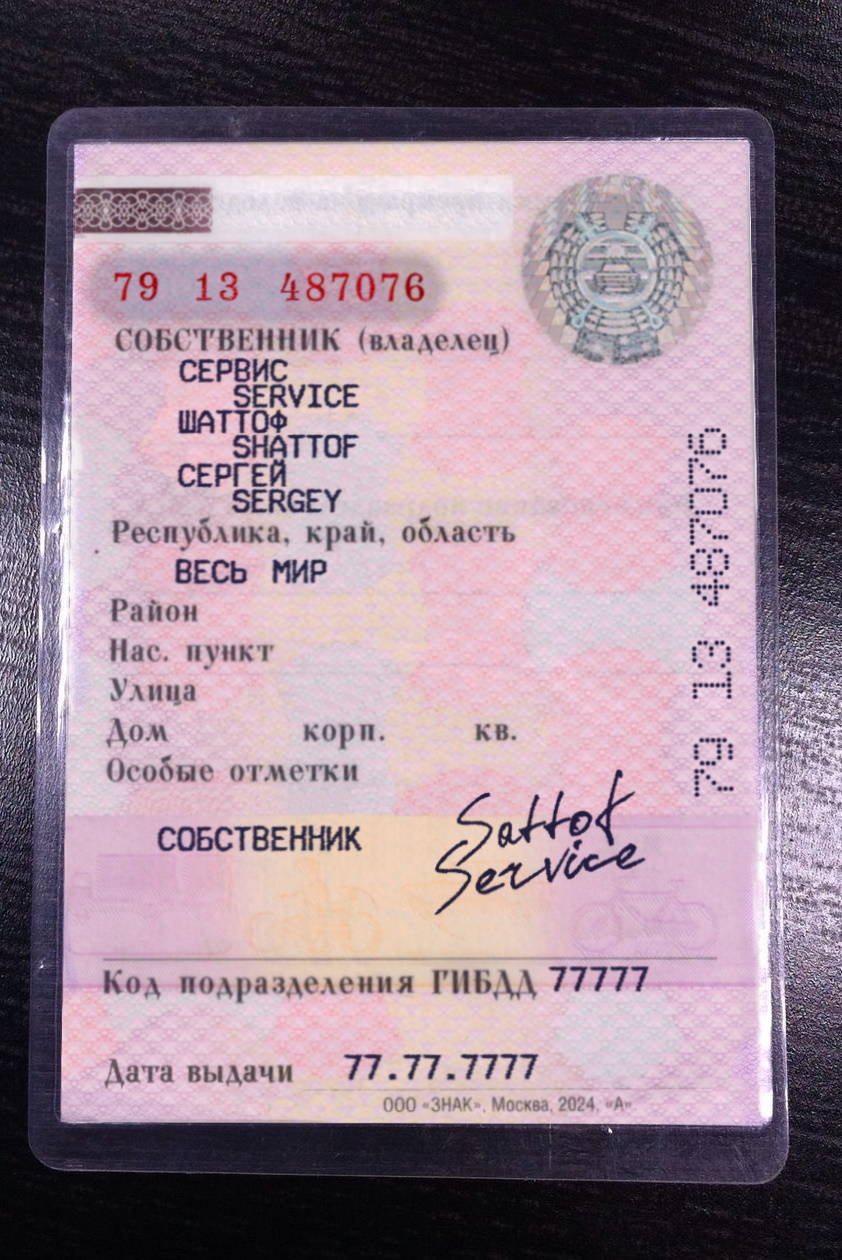 79 13 487076
СОБСТВЕННИК (владелец)
СЕРВИС
SERVICE
ШАТТОФ
SHATTOF
СЕРГЕЙ
SERGEY
Республика, край, область
ВЕСЬ МИР
Район
Нас. пункт
Улица
Дом корп. кв.
Особые отметки
СОБСТВЕННИК
Sattof
Service
Код подразделения ГИБДД 77777
Дата выдачи 77.77.7777
ООО «ЗНАК», Москва, 2024, «А»
79 13 487076